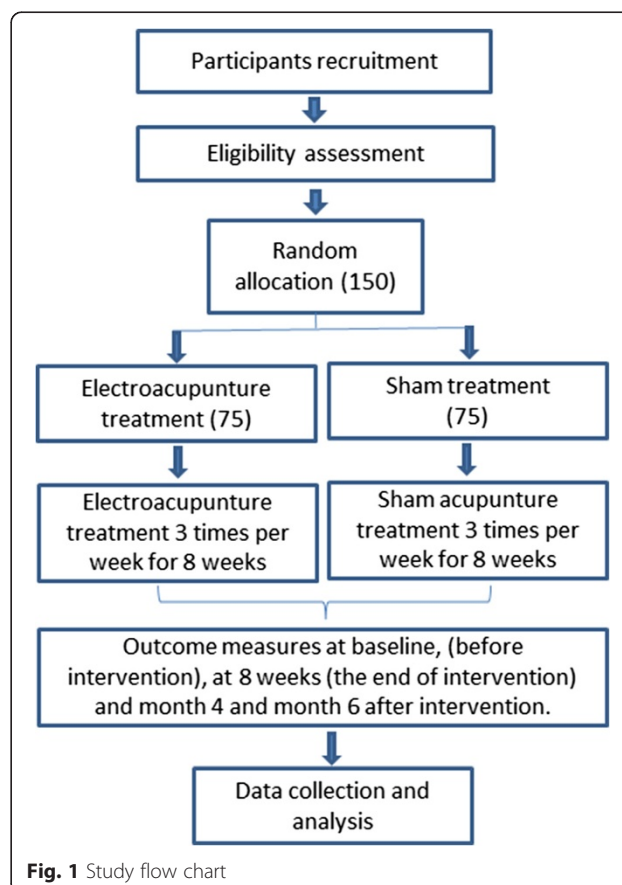 Participants recruitment
Eligibility assessment
Random
allocation (150)
Electroacupunture
treatment (75)
Sham treatment
(75)
Electroacupunture
treatment 3 times per
week for 8 weeks
Sham acupunture
treatment 3 times per
week for 8 weeks
Outcome measures at baseline, (before
intervention), at 8 weeks (the end of intervention)
and month 4 and month 6 after intervention.
Data collection and
analysis
Fig. 1 Study flow chart